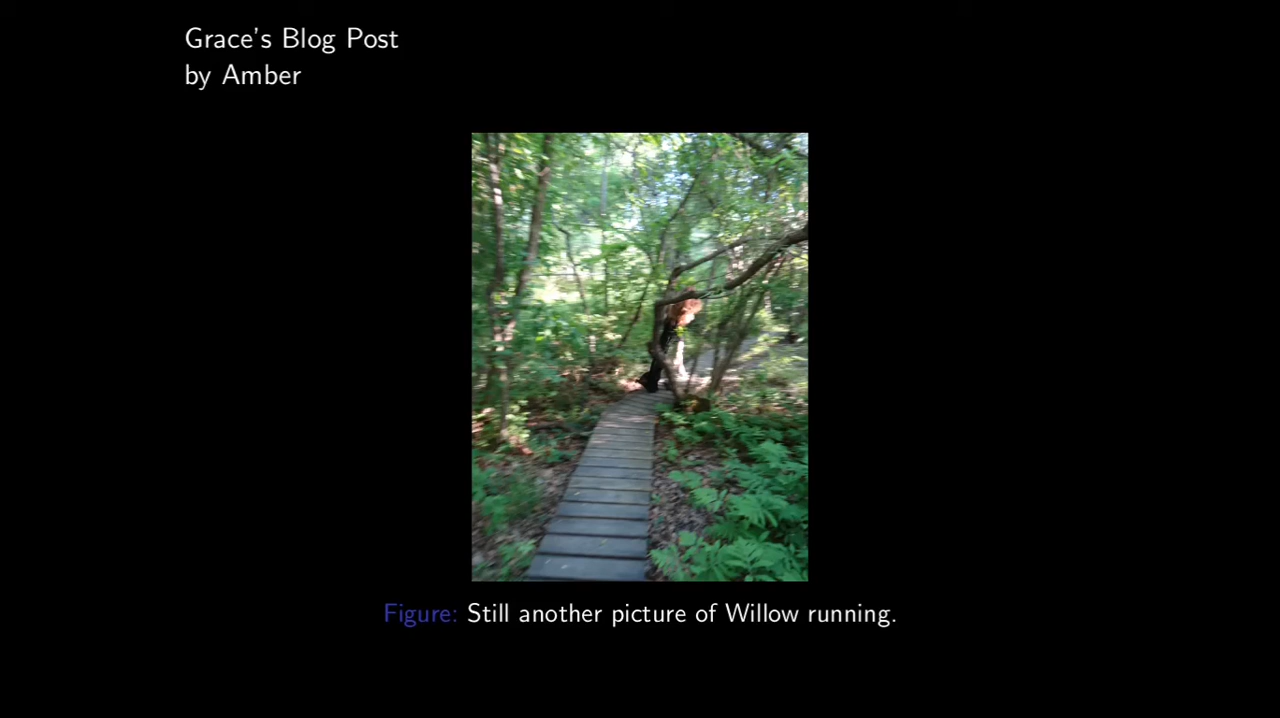 Grace's Blog Post
by Amber
Figure: Still another picture of Willow running.